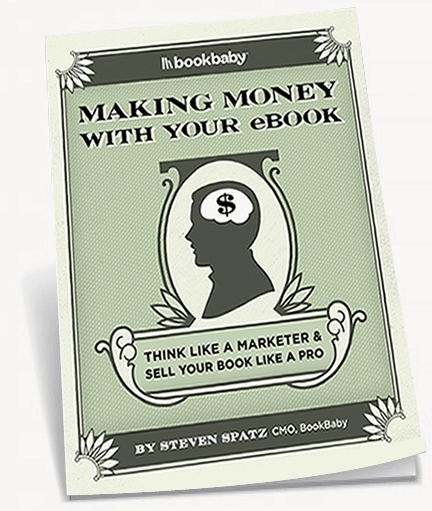 bookbaby
MAKING MONEY
WITH YOUR eBOOK
$
THINK LIKE A MARKETER &
SELL YOUR BOOK LIKE A PRO
BY STEVEN SPATZ CMO, BookBaby